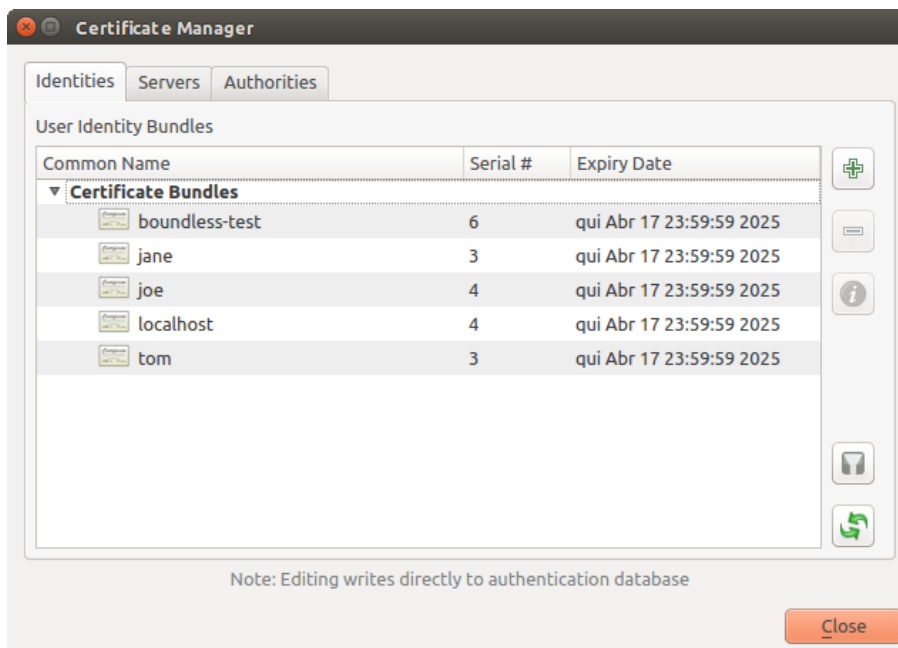 Certificate Manager
Identities Servers Authorities
User Identity Bundles
Common Name Serial # Expiry Date
Certificate Bundles
boundless-test 6 qui Abr 17 23:59:59 2025
jane 3 qui Abr 17 23:59:59 2025
joe 4 qui Abr 17 23:59:59 2025
localhost 4 qui Abr 17 23:59:59 2025
tom 3 qui Abr 17 23:59:59 2025
Note: Editing writes directly to authentication database
Close